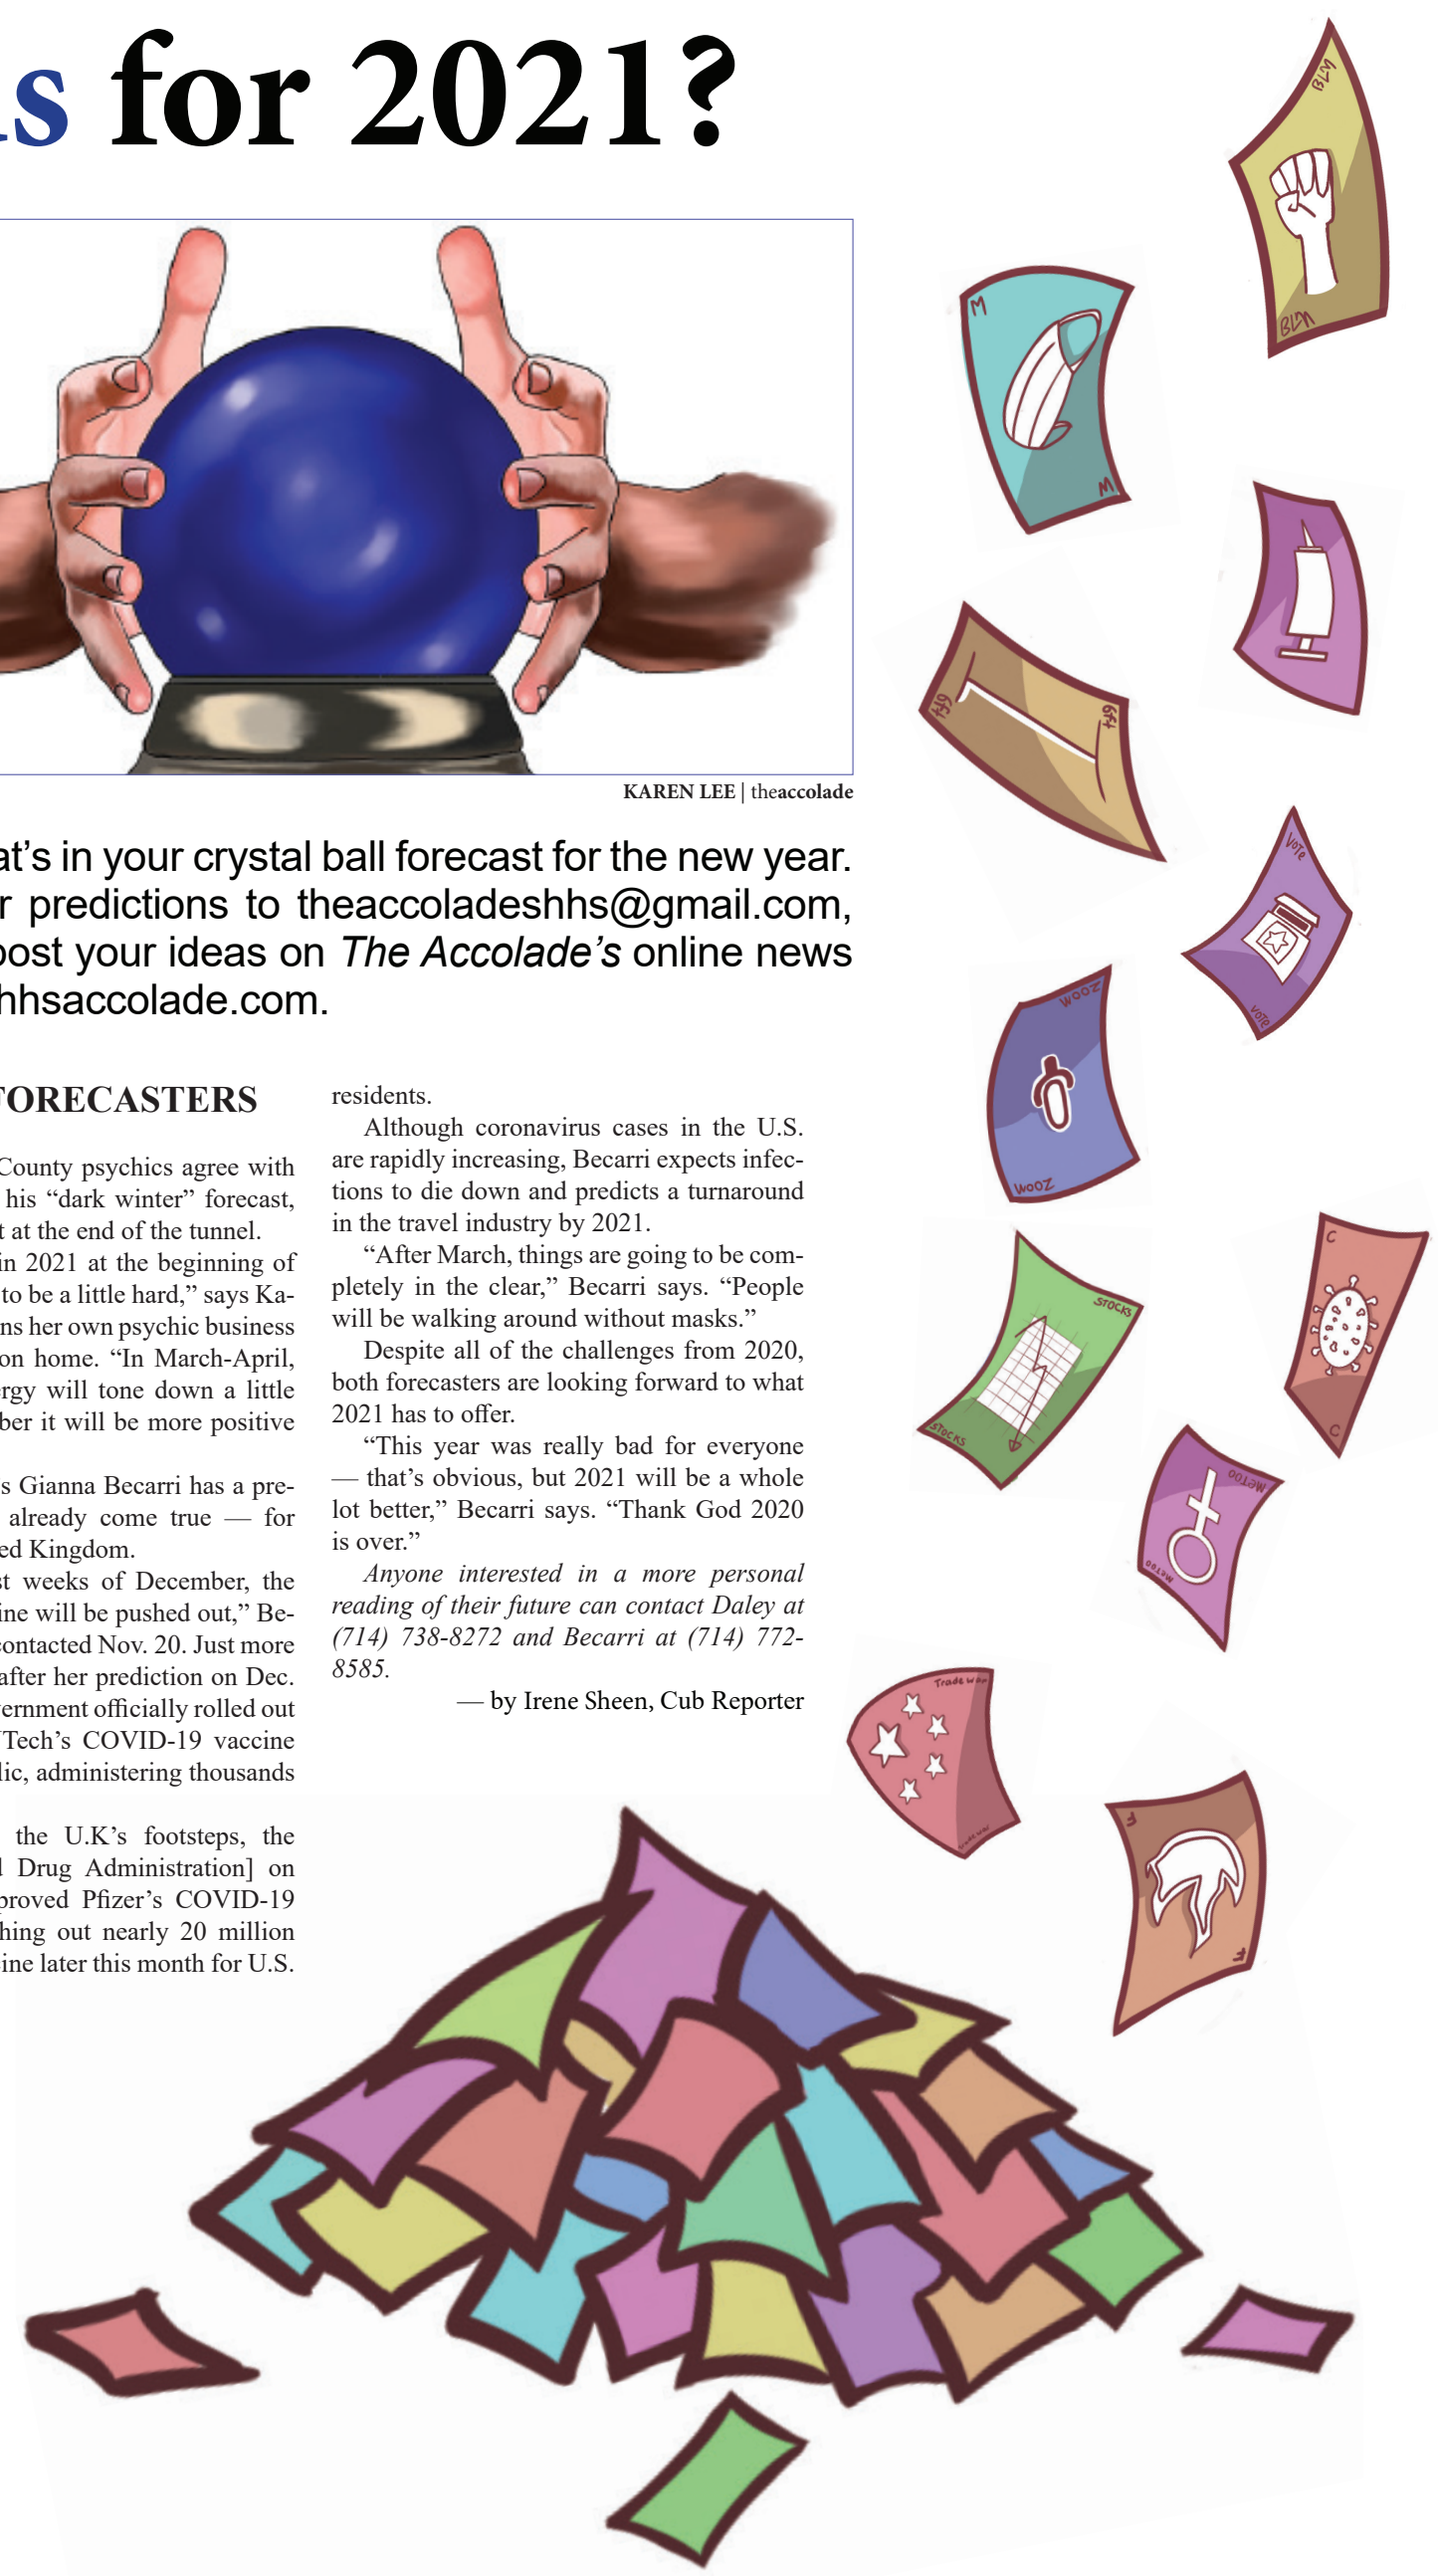 s for 2021?
KAREN LEE | theaccolade
at’s in your crystal ball forecast for the new year.
r predictions to theaccoladeshhs@gmail.com,
post your ideas on The Accolade’s online news
hhsaccolade.com.
FORECASTERS
County psychics agree with
his “dark winter” forecast,
t at the end of the tunnel.
in 2021 at the beginning of
to be a little hard,” says Ka-
ns her own psychic business
on home. “In March-April,
ergy will tone down a little
ber it will be more positive
s Gianna Becarri has a pre-
already come true — for
ed Kingdom.
st weeks of December, the
ine will be pushed out,” Be-
contacted Nov. 20. Just more
after her prediction on Dec.
ernment officially rolled out
Tech’s COVID-19 vaccine
lic, administering thousands
the U.K’s footsteps, the
d Drug Administration] on
proved Pfizer’s COVID-19
hing out nearly 20 million
ine later this month for U.S.
residents.
Although coronavirus cases in the U.S.
are rapidly increasing, Becarri expects infec-
tions to die down and predicts a turnaround
in the travel industry by 2021.
“After March, things are going to be com-
pletely in the clear,” Becarri says. “People
will be walking around without masks.”
Despite all of the challenges from 2020,
both forecasters are looking forward to what
2021 has to offer.
“This year was really bad for everyone
— that’s obvious, but 2021 will be a whole
lot better,” Becarri says. “Thank God 2020
is over.”
Anyone interested in a more personal
reading of their future can contact Daley at
(714) 738-8272 and Becarri at (714) 772-
8585.
— by Irene Sheen, Cub Reporter
BLM
BLM
M
M
6ft
6ft
VOTE
VOTE
WOOZ
WOOZ
STOCKS
STOCKS
C
C
MeToo
MeToo
Trade war
trade war
F
F